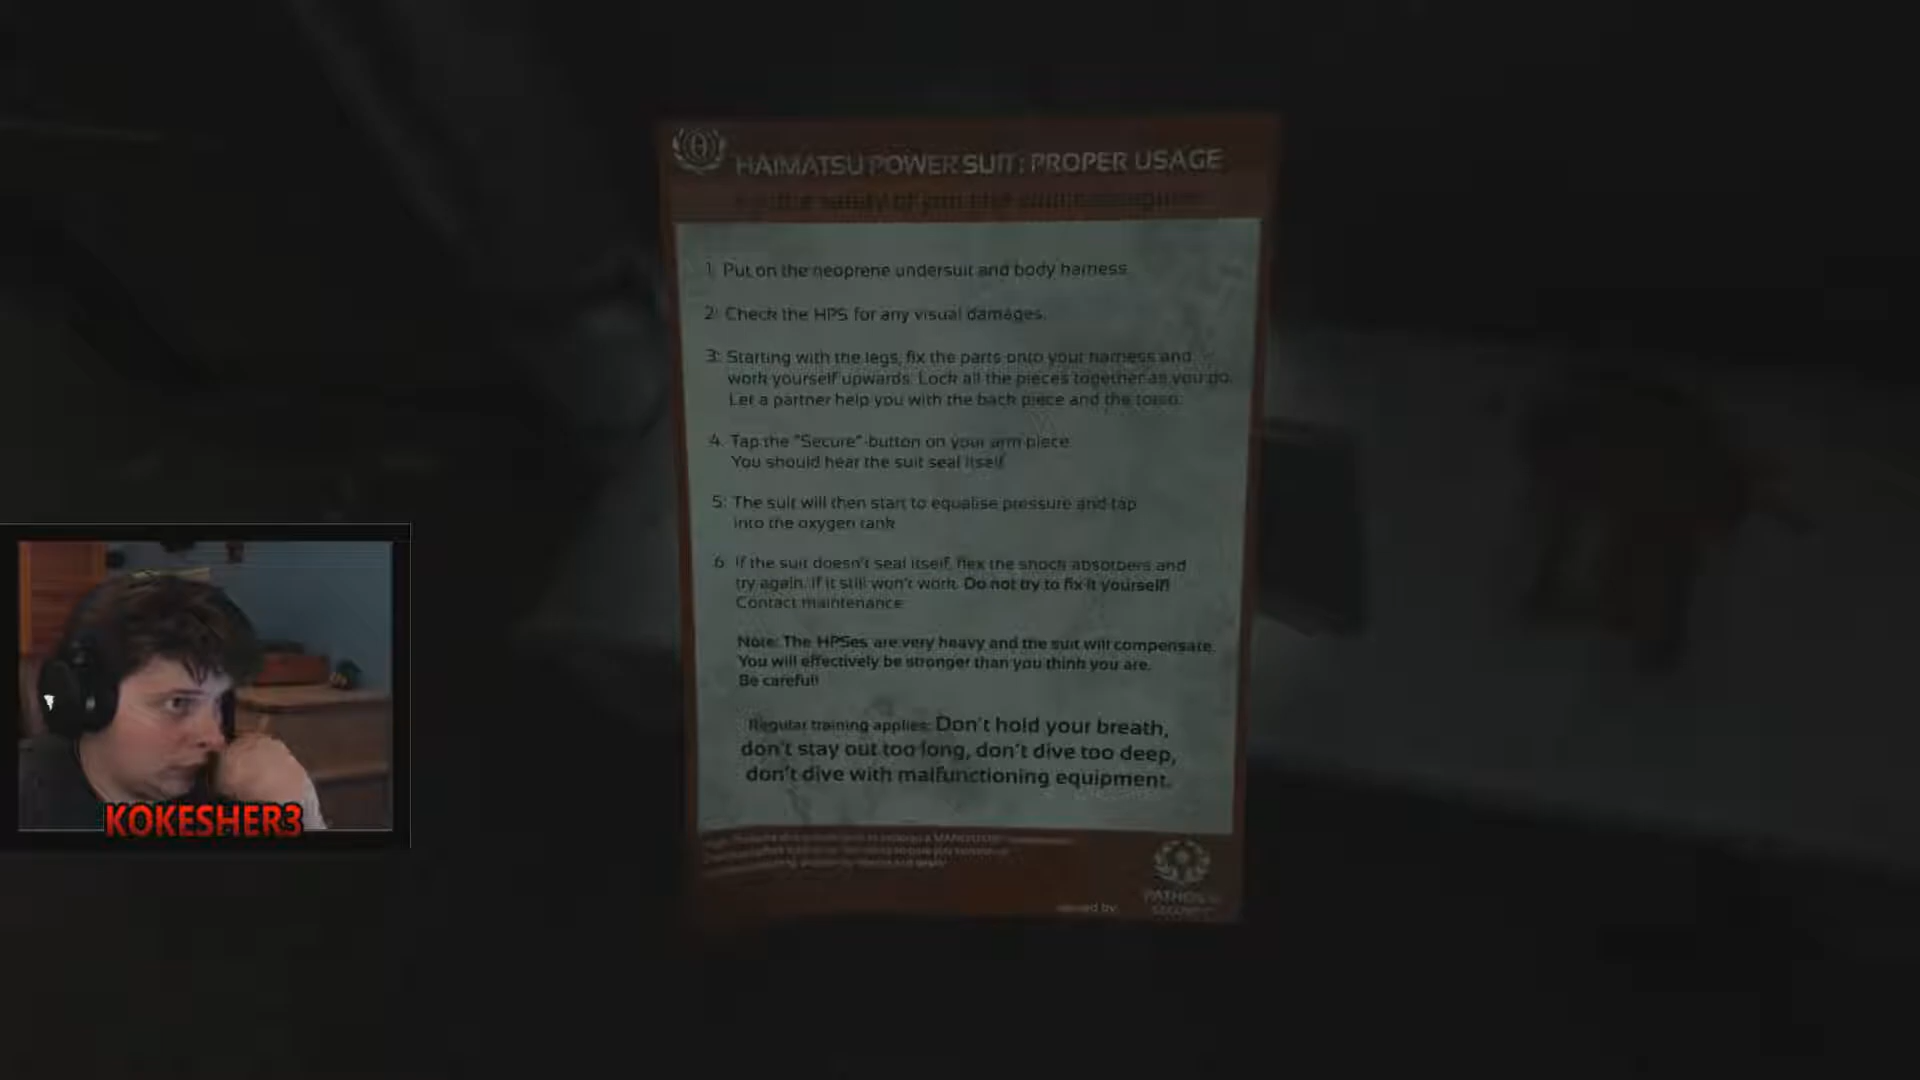 HAIMATSU POWER SUIT: PROPER USAGE
1: Put on the neoprene undersuit and body harness.
2: Check the HPS for any visual damages.
3: Starting with the legs, fix the parts onto your harness and
work yourself upwards. Lock all the pieces together as you go.
Let a partner help you with the back piece and the torso.
4: Tap the "Secure"-button on your arm piece.
You should hear the suit seal itself.
5: The suit will then start to equalise pressure and tap
into the oxygen tank
6: If the suit doesn't seal itself, flex the shock absorbers and
try again. If it still won't work. Do not try to fix it yourself!
Contact maintenance.
Note: The HPSes are very heavy and the suit will compensate.
You will effectively be stronger than you think you are.
Be careful!
Regular training applies: Don't hold your breath,
don't stay out too long, don't dive too deep,
don't dive with malfunctioning equipment.
issued by:
PATHOS
KOKESHER3